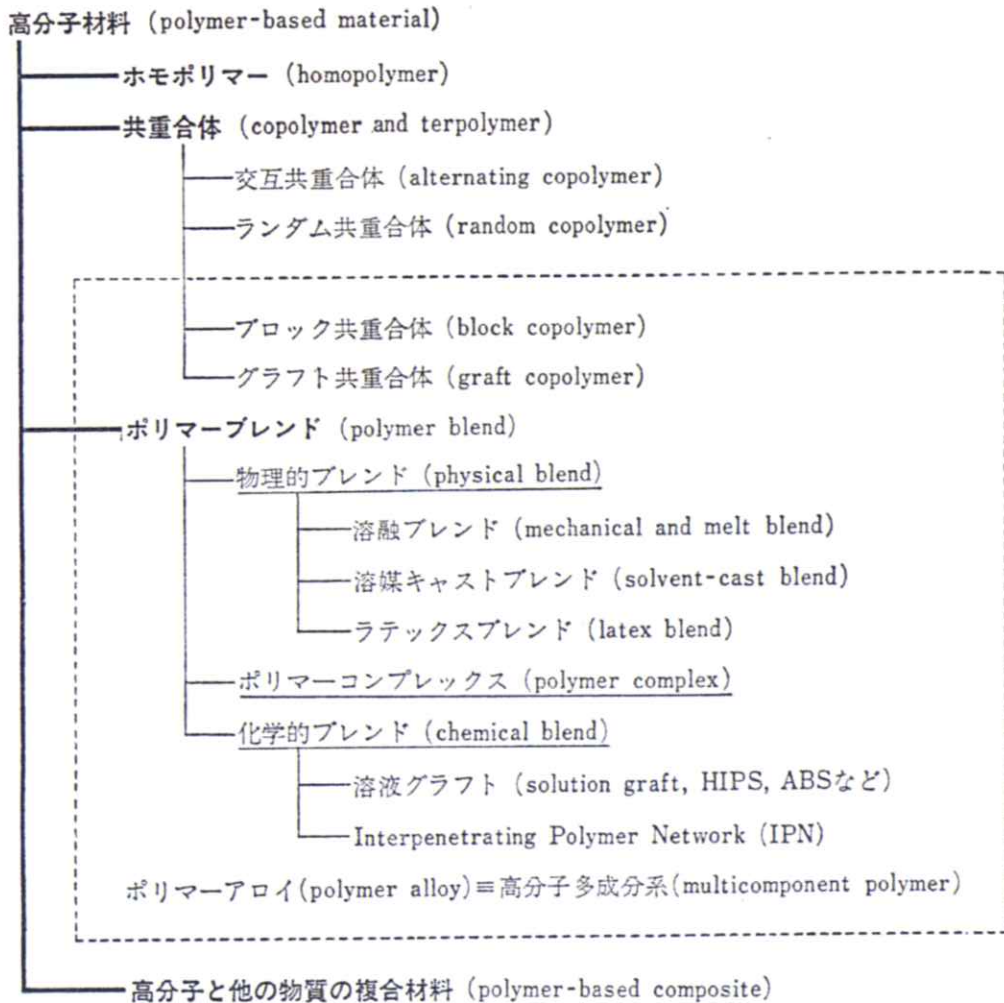 高分子材料 (polymer-based material)
ホモポリマー (homopolymer)
共重合体 (copolymer and terpolymer)
交互共重合体 (alternating copolymer)
ランダム共重合体 (random copolymer)
ブロック共重合体 (block copolymer)
グラフト共重合体 (graft copolymer)
ポリマーブレンド (polymer blend)
物理的ブレンド (physical blend)
溶融ブレンド (mechanical and melt blend)
溶媒キャストブレンド (solvent-cast blend)
ラテックスブレンド (latex blend)
ポリマーコンプレックス (polymer complex)
化学的ブレンド (chemical blend)
溶液グラフト (solution graft, HIPS, ABSなど)
Interpenetrating Polymer Network (IPN)
ポリマーアロイ(polymer alloy)≡高分子多成分系(multicomponent polymer)
高分子と他の物質の複合材料 (polymer-based composite)